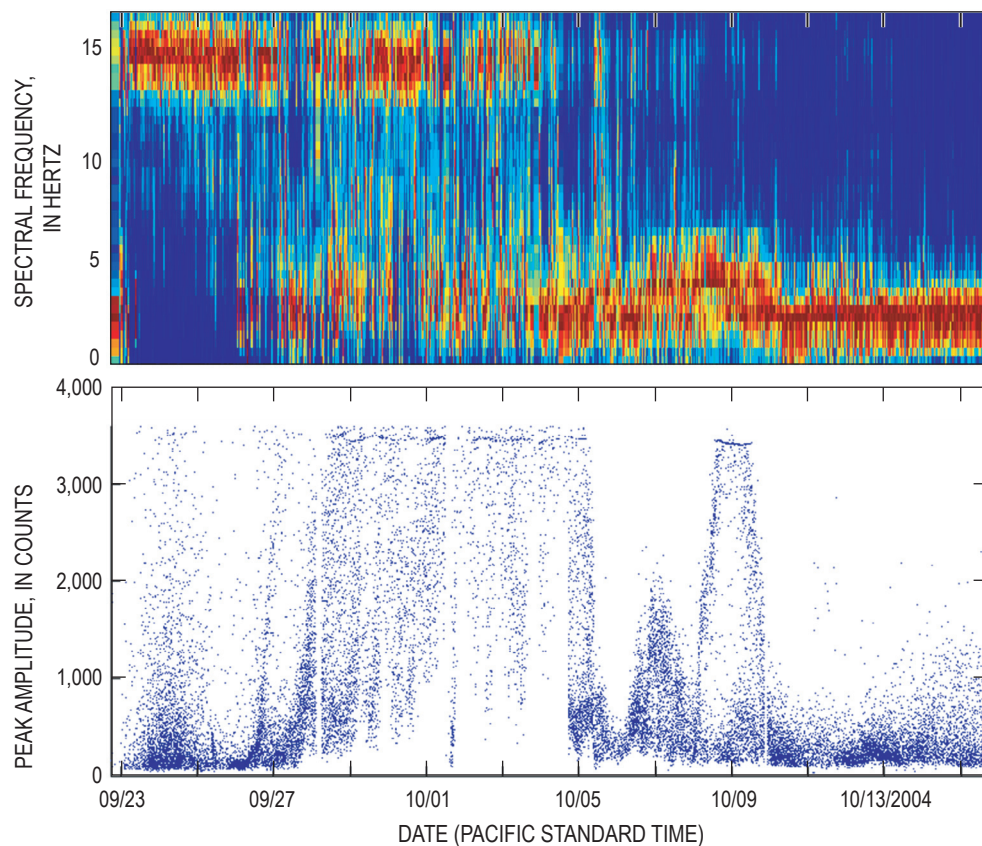 SPECTRAL FREQUENCY,
IN HERTZ
15
10
5
0
PEAK AMPLITUDE, IN COUNTS
4,000
3,000
2,000
1,000
0
09/23 09/27 10/01 10/05 10/09 10/13/2004
DATE (PACIFIC STANDARD TIME)